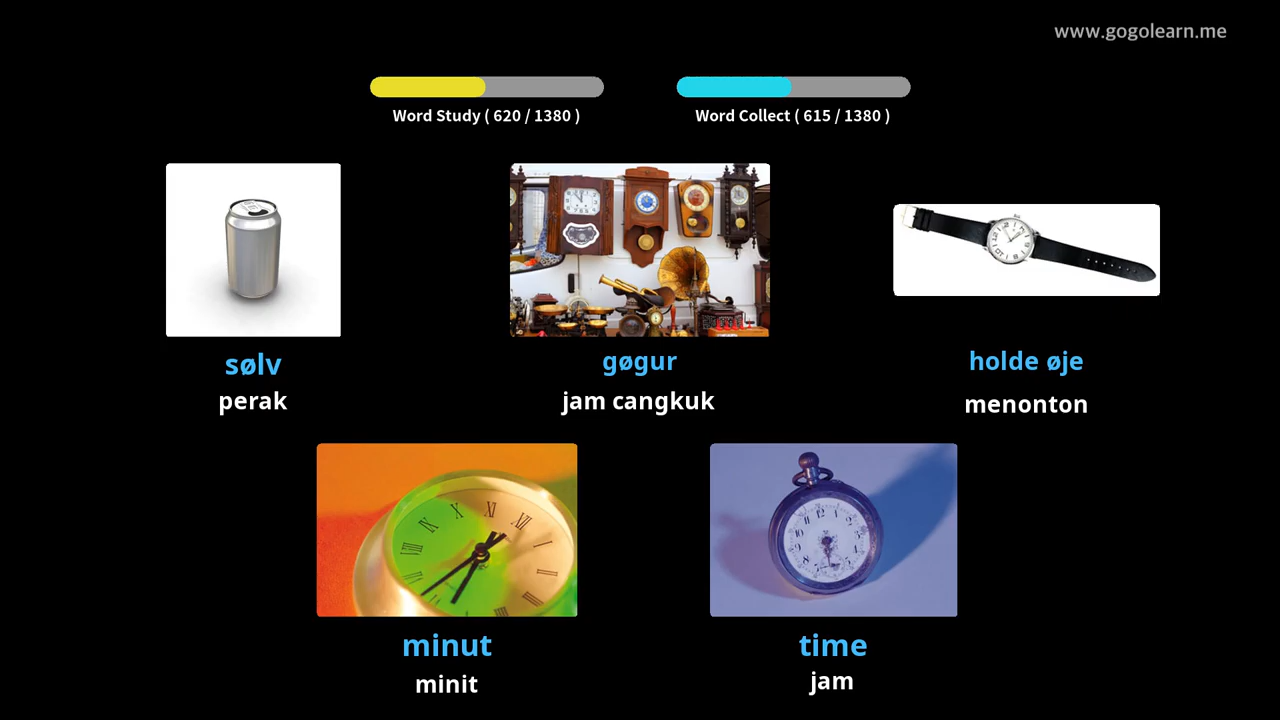 www.gogolearn.me
Word Study ( 620 / 1380 )
Word Collect ( 615 / 1380 )
sølv
perak
gøgur
jam cangkuk
holde øje
menonton
minut
minit
time
jam